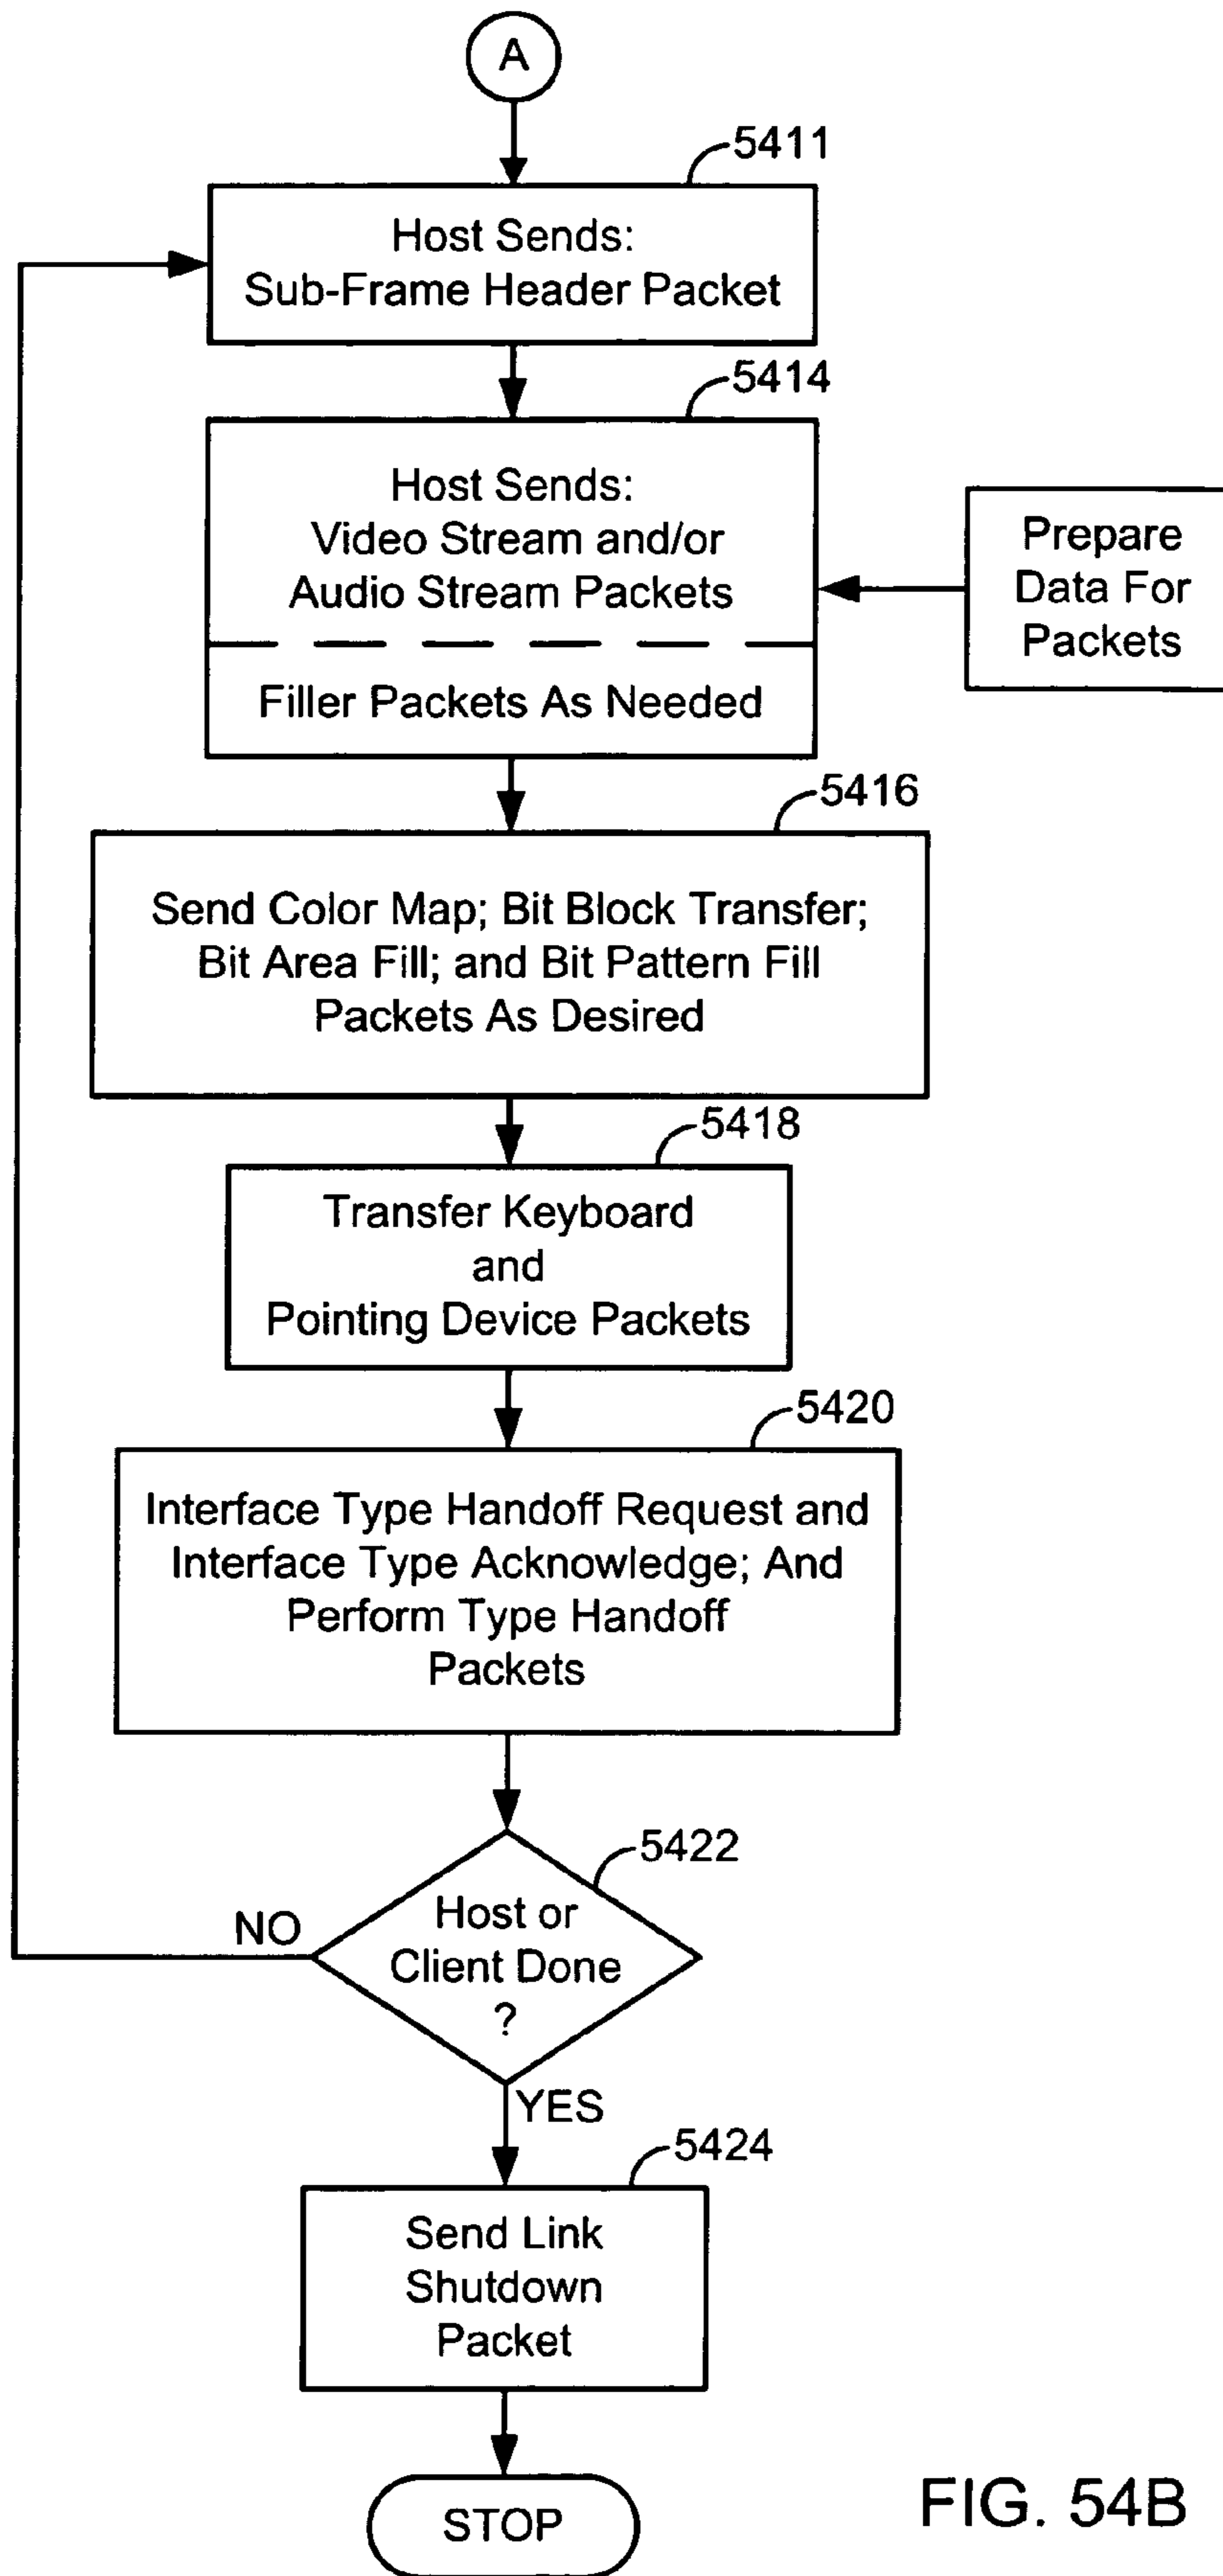 A
5411
Host Sends:
Sub-Frame Header Packet
5414
Host Sends:
Video Stream and/or
Audio Stream Packets
Filler Packets As Needed
Prepare
Data For
Packets
5416
Send Color Map; Bit Block Transfer;
Bit Area Fill; and Bit Pattern Fill
Packets As Desired
5418
Transfer Keyboard
and
Pointing Device Packets
5420
Interface Type Handoff Request and
Interface Type Acknowledge; And
Perform Type Handoff
Packets
5422
Host or
Client Done
?
NO
YES
5424
Send Link
Shutdown
Packet
STOP
FIG. 54B